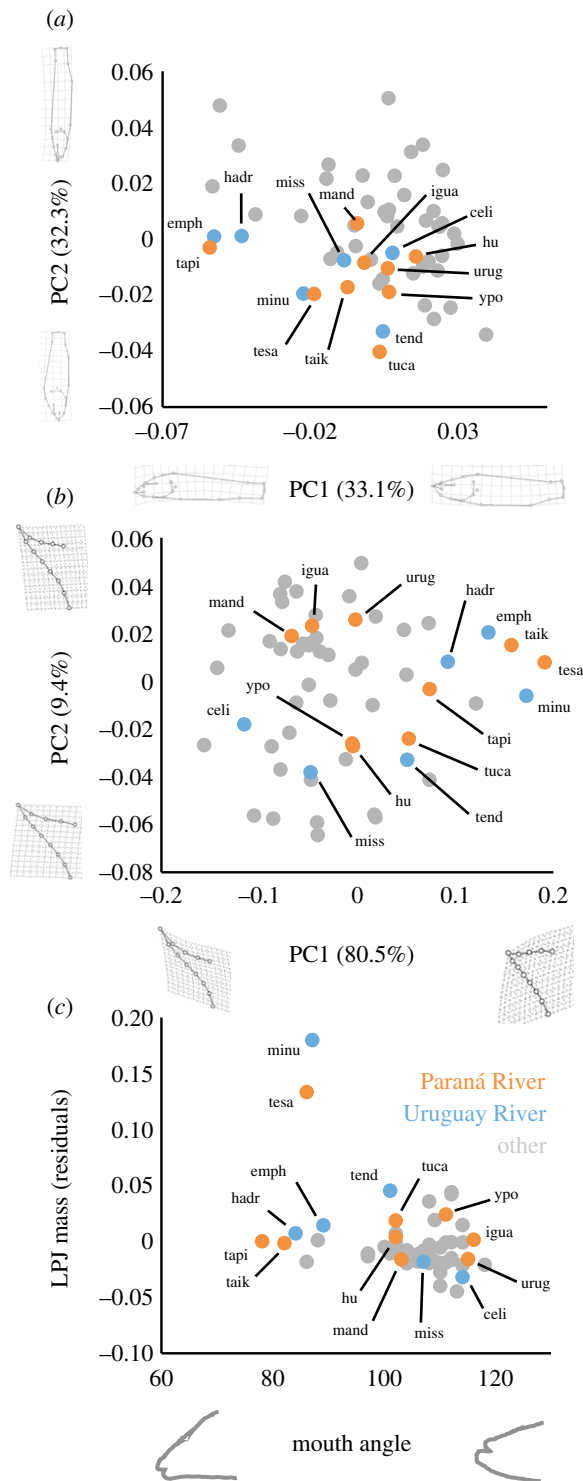 (a)
0.06
0.04
0.02
0
−0.02
−0.04
−0.06
PC2 (32.3%)
hadr
emph
tapi
miss
mand
igua
celi
hu
urug
ypo
minu
tesa
taik
tend
tuca
−0.07
−0.02
0.03
PC1 (33.1%)
(b)
0.06
0.04
0.02
0
−0.02
−0.04
−0.06
−0.08
PC2 (9.4%)
igua
mand
urug
hadr
emph
taik
tesa
minu
ypo
celi
tapi
tuca
hu
tend
miss
−0.2
−0.1
0
0.1
0.2
PC1 (80.5%)
(c)
0.20
0.15
0.10
0.05
0
−0.05
−0.10
LPJ mass (residuals)
minu
tesa
Paraná River
Uruguay River
other
emph
hadr
tend
tuca
ypo
igua
tapi
taik
hu
mand
miss
urug
celi
60
80
100
120
mouth angle